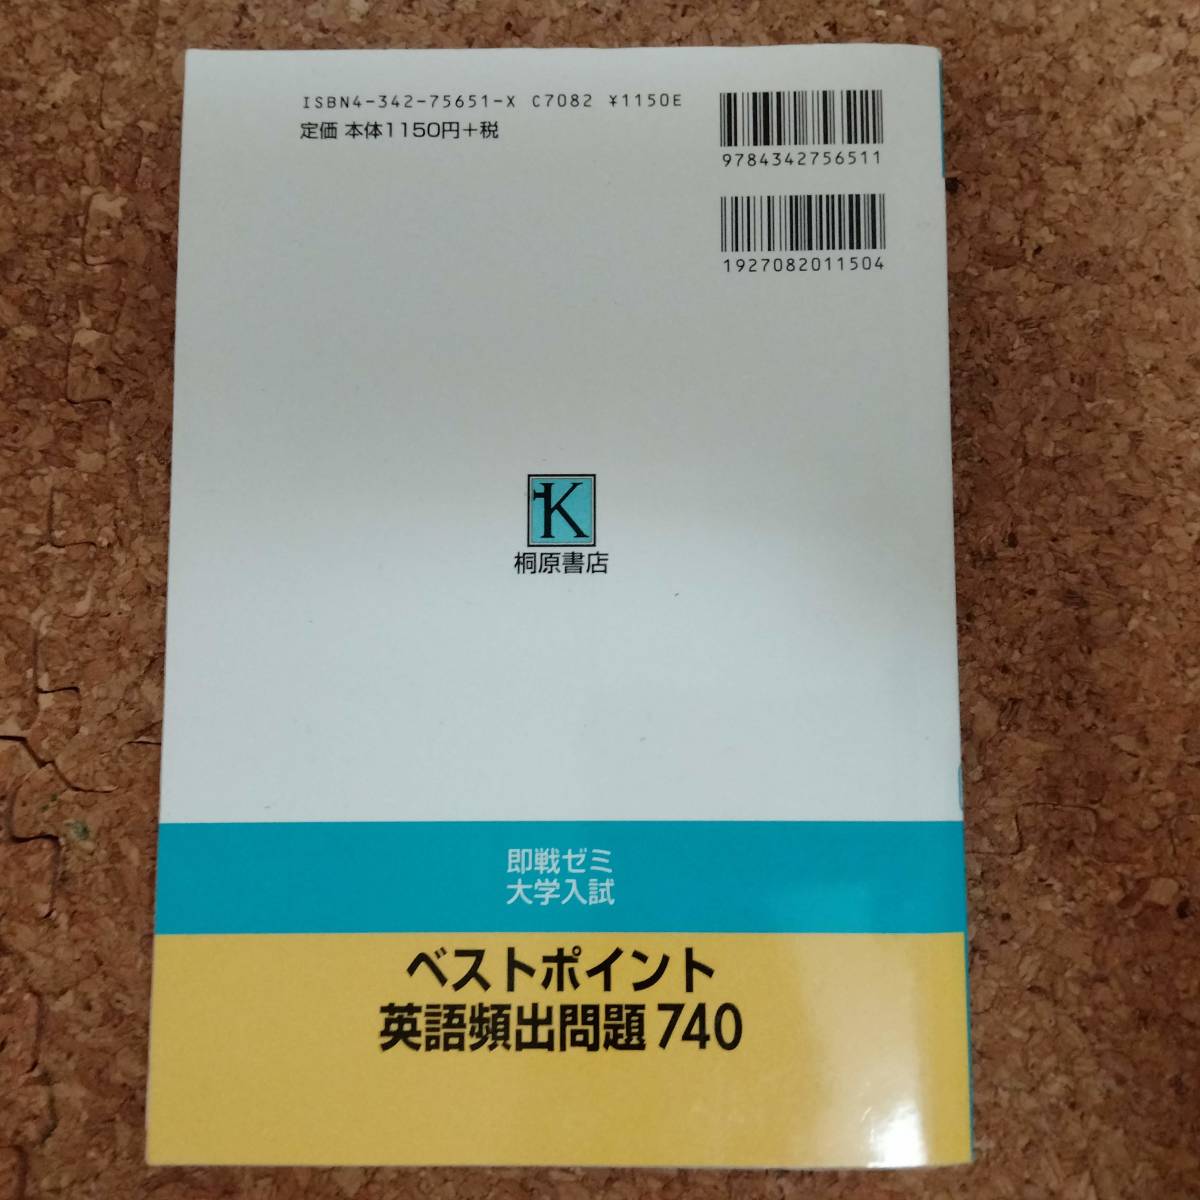 ISBN4-342-75651-X C7082 ¥1150E
定価 本体1150円+税
9784342756511
1927082011504
K
桐原書店
即戦ゼミ
大学入試
ベストポイント
英語頻出問題 740